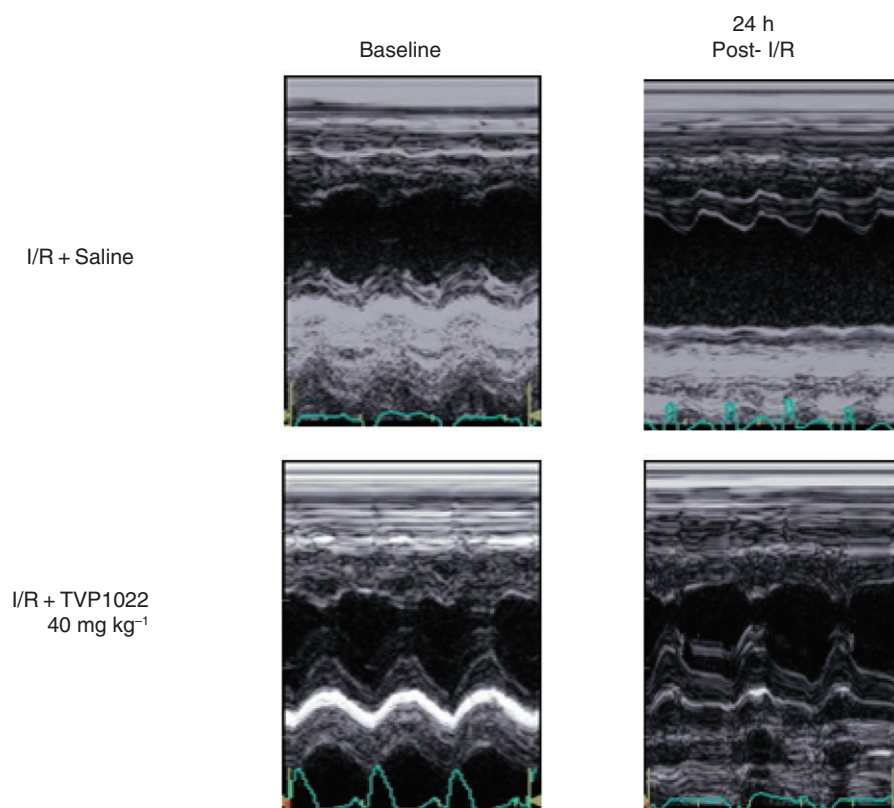 Baseline
24 h
Post- I/R
I/R + Saline
I/R + TVP1022
40 mg kg⁻¹